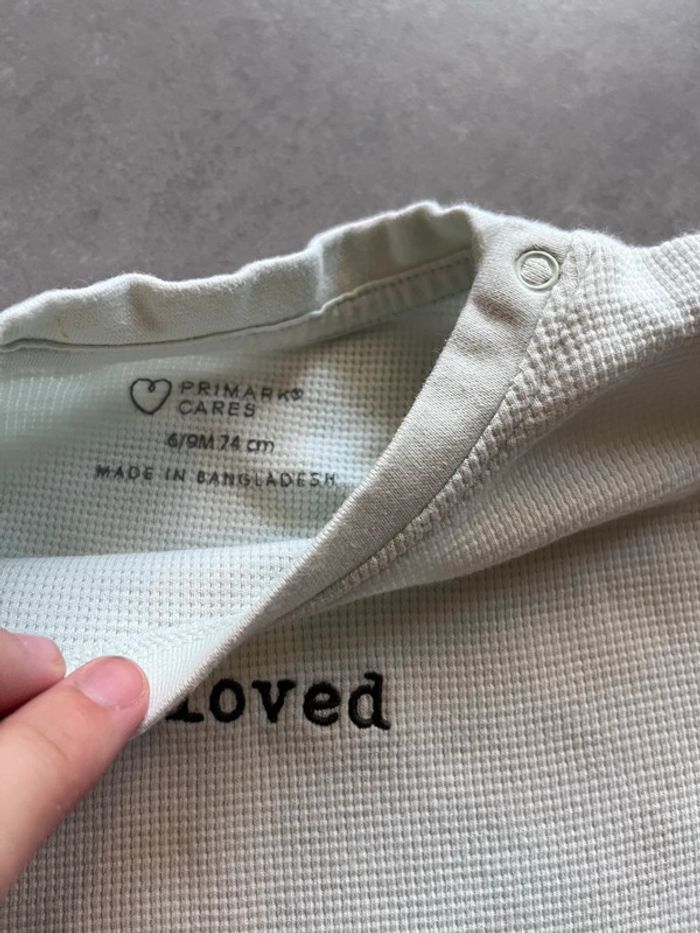 PRIMARK®
CARES
6/9M 74 cm
MADE IN BANGLADESH
loved